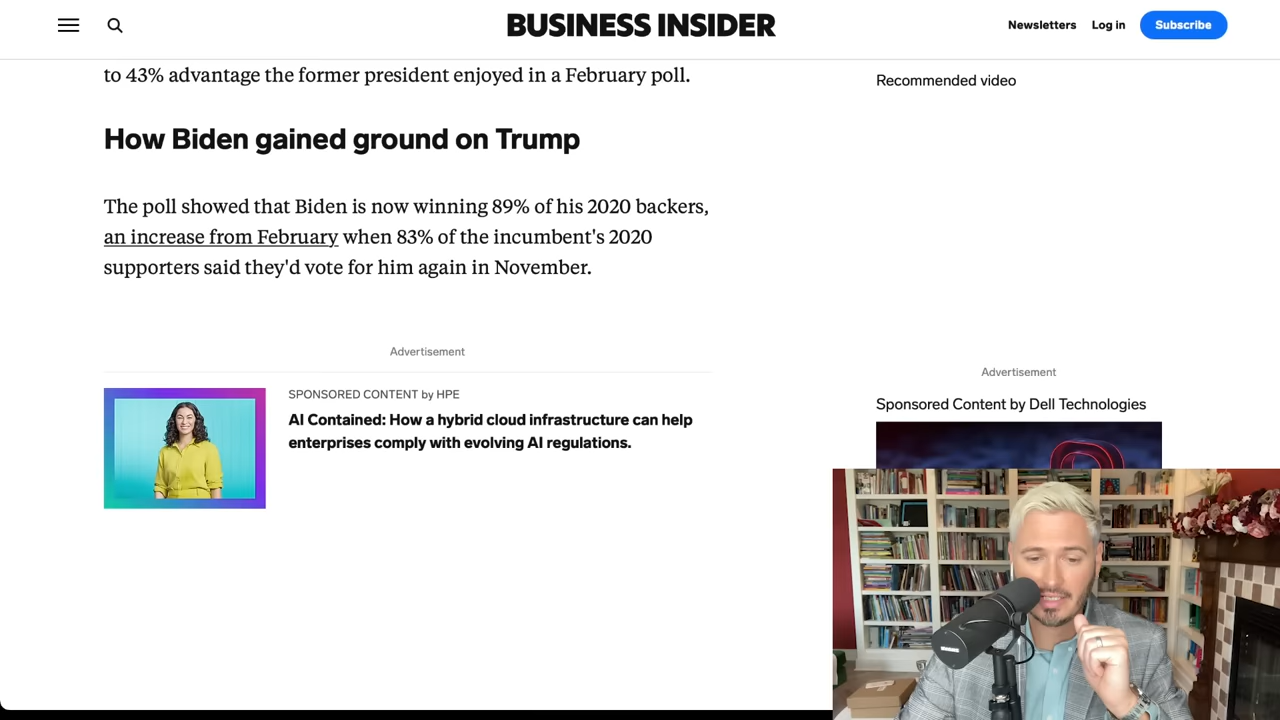 BUSINESS INSIDER
Newsletters
Log in
Subscribe
to 43% advantage the former president enjoyed in a February poll.
How Biden gained ground on Trump
The poll showed that Biden is now winning 89% of his 2020 backers,
an increase from February when 83% of the incumbent's 2020
supporters said they'd vote for him again in November.
Advertisement
SPONSORED CONTENT by HPE
AI Contained: How a hybrid cloud infrastructure can help
enterprises comply with evolving AI regulations.
Recommended video
Advertisement
Sponsored Content by Dell Technologies